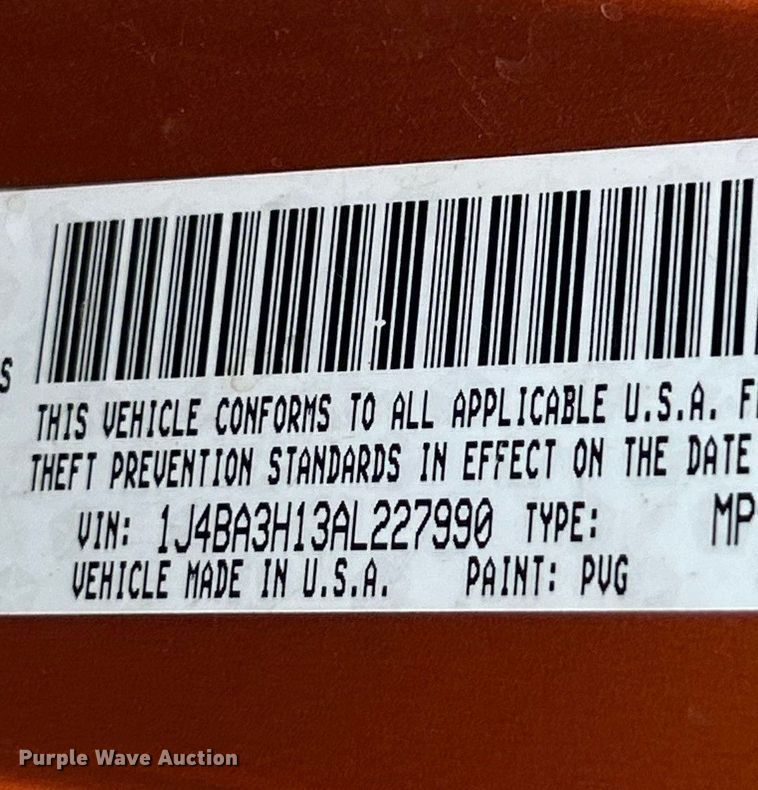 S
THIS VEHICLE CONFORMS TO ALL APPLICABLE U.S.A. F
THEFT PREVENTION STANDARDS IN EFFECT ON THE DATE
VIN: 1J4BA3H13AL227990 TYPE: MP
VEHICLE MADE IN U.S.A. PAINT: PVG
Purple Wave Auction